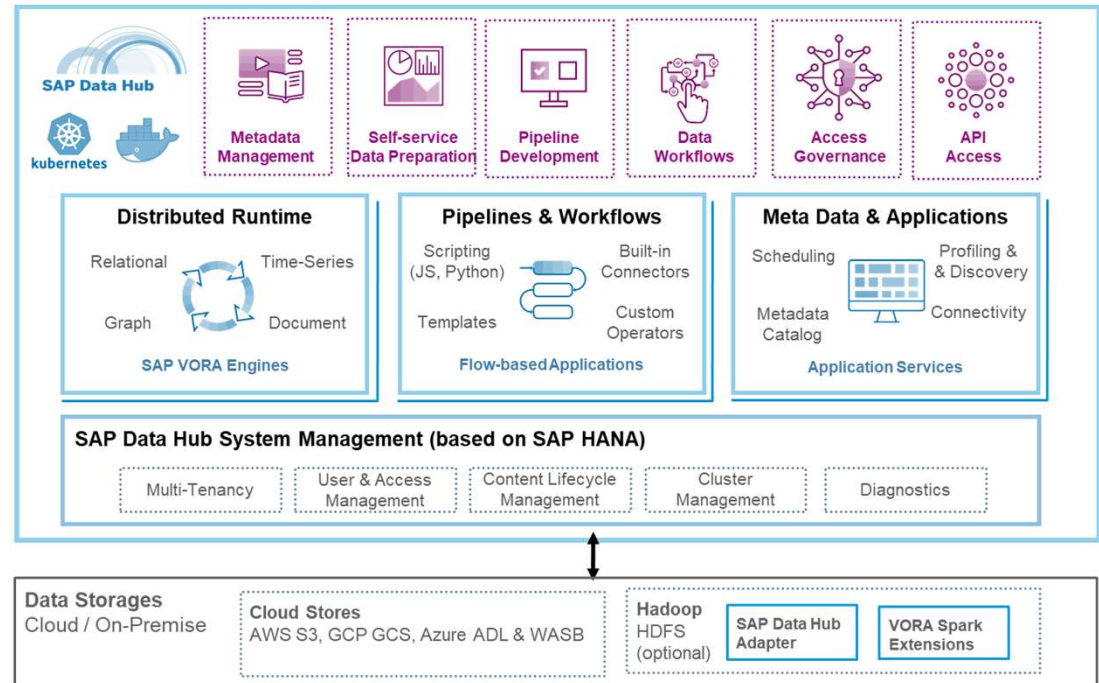 SAP Data Hub
kubernetes
Metadata
Management
Self-service
Data Preparation
Pipeline
Development
Data
Workflows
Access
Governance
API
Access
Distributed Runtime
Relational
Time-Series
Graph
Document
SAP VORA Engines
Pipelines & Workflows
Scripting
(JS, Python)
Built-in
Connectors
Templates
Custom
Operators
Flow-based Applications
Meta Data & Applications
Scheduling
Profiling &
& Discovery
Metadata
Catalog
Connectivity
Application Services
SAP Data Hub System Management (based on SAP HANA)
Multi-Tenancy
User & Access
Management
Content Lifecycle
Management
Cluster
Management
Diagnostics
Data Storages
Cloud / On-Premise
Cloud Stores
AWS S3, GCP GCS, Azure ADL & WASB
Hadoop
HDFS
(optional)
SAP Data Hub
Adapter
VORA Spark
Extensions